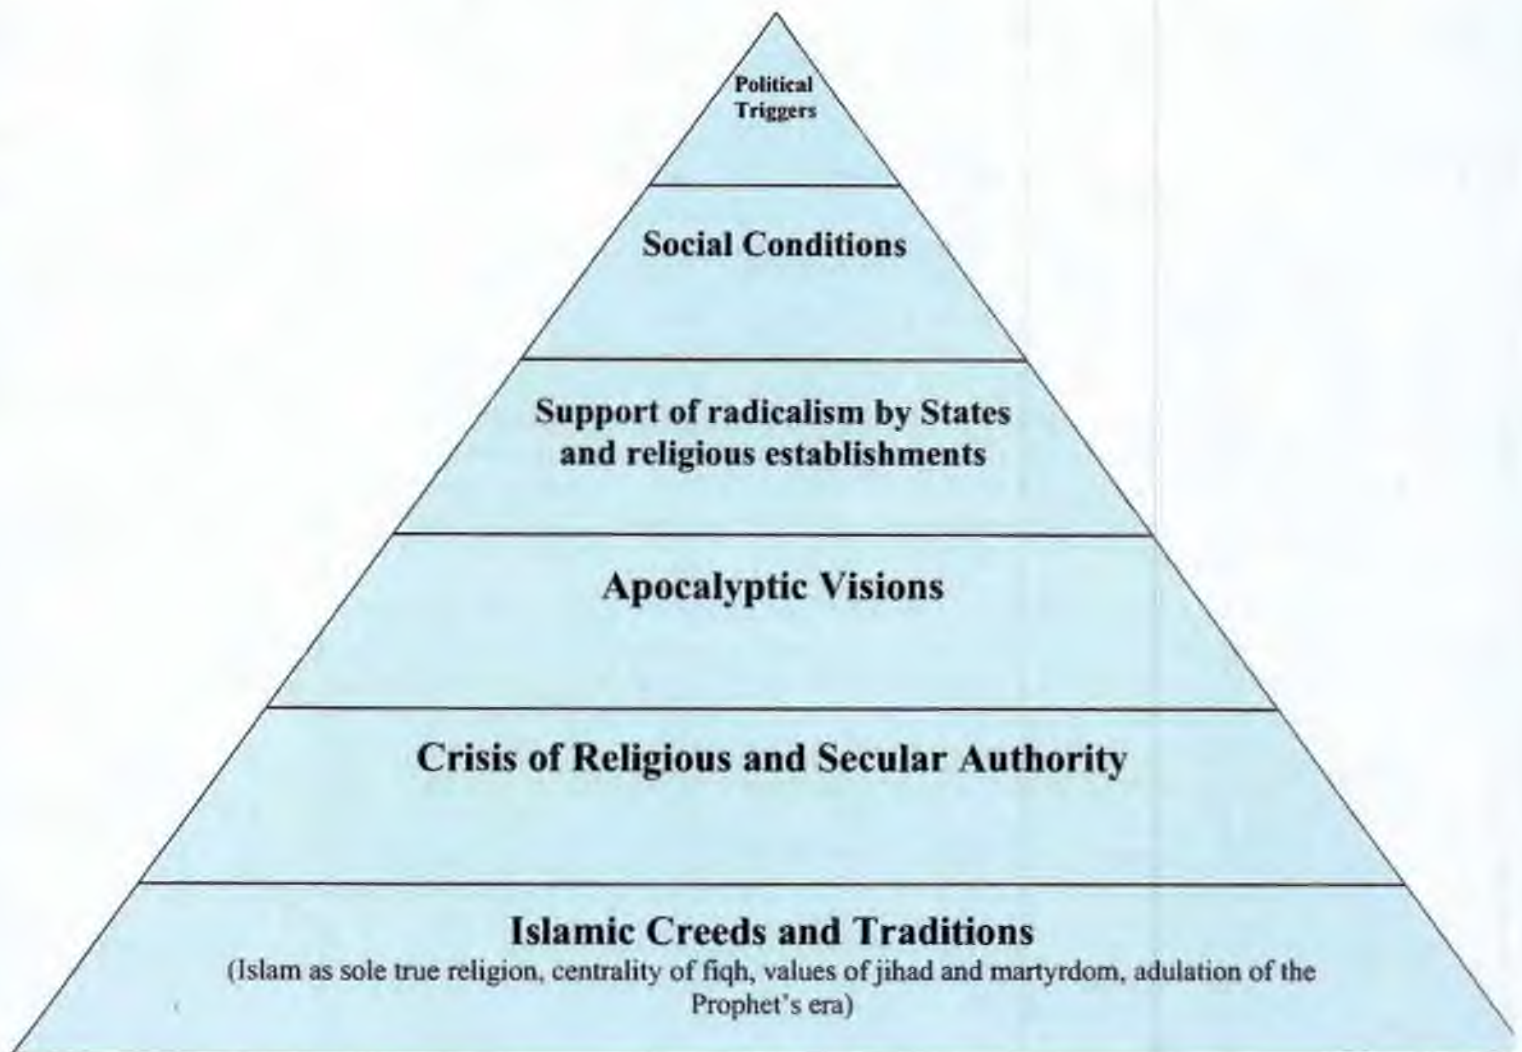 Political
Triggers
Social Conditions
Support of radicalism by States
and religious establishments
Apocalyptic Visions
Crisis of Religious and Secular Authority
Islamic Creeds and Traditions
(Islam as sole true religion, centrality of fiqh, values of jihad and martyrdom, adulation of the
Prophet's era)